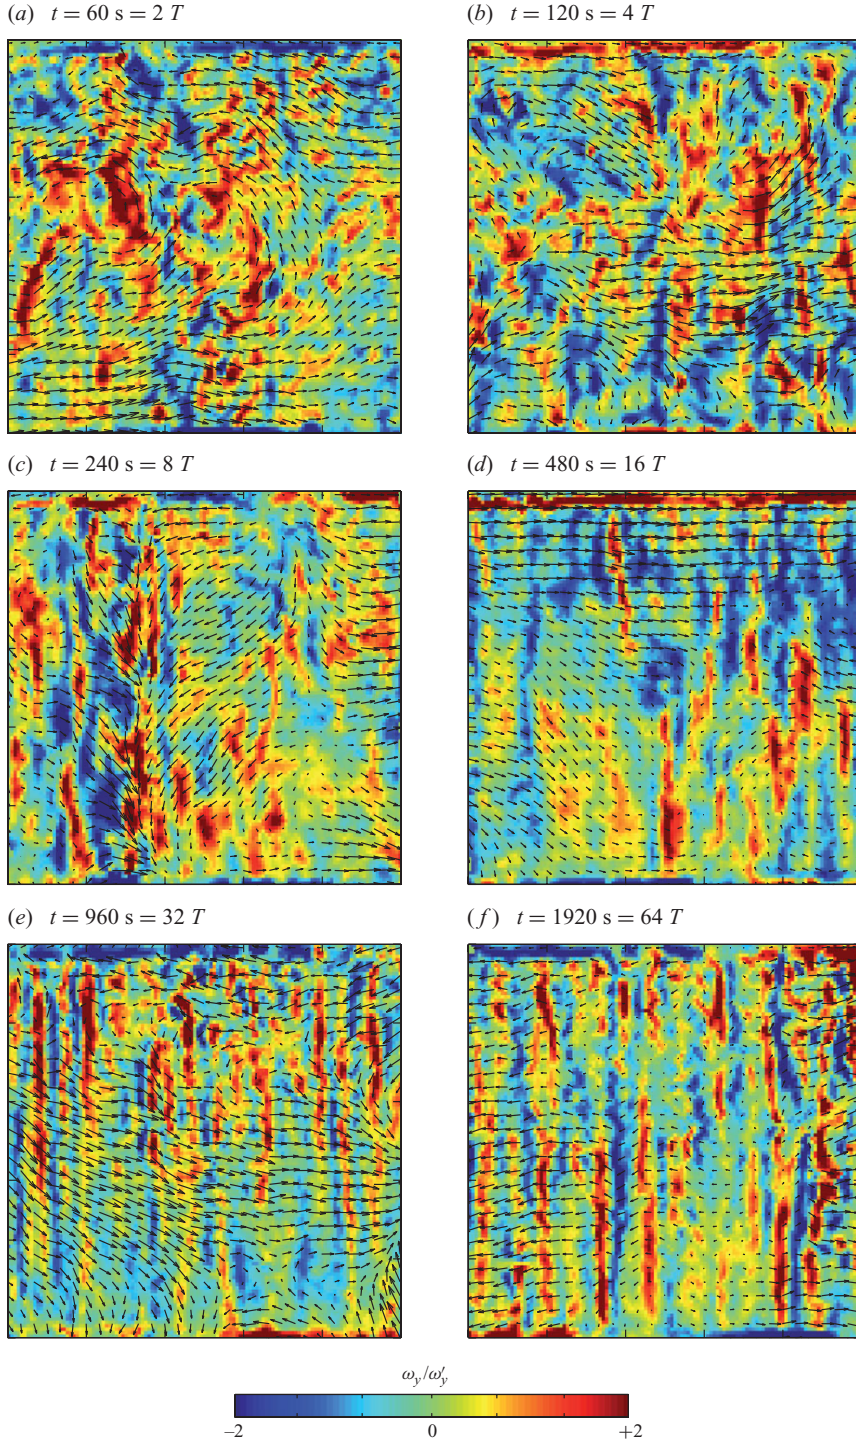 (a) t = 60 s = 2 T
(b) t = 120 s = 4 T
(c) t = 240 s = 8 T
(d) t = 480 s = 16 T
(e) t = 960 s = 32 T
(f) t = 1920 s = 64 T
ω_y/ω′_y
–2 0 +2